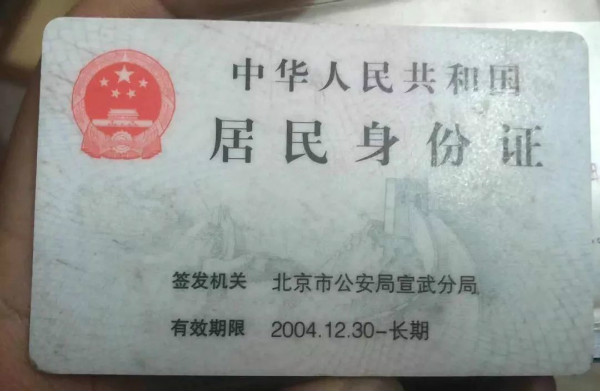 中华人民共和国
居民身份证
签发机关 北京市公安局宣武分局
有效期限 2004.12.30-长期